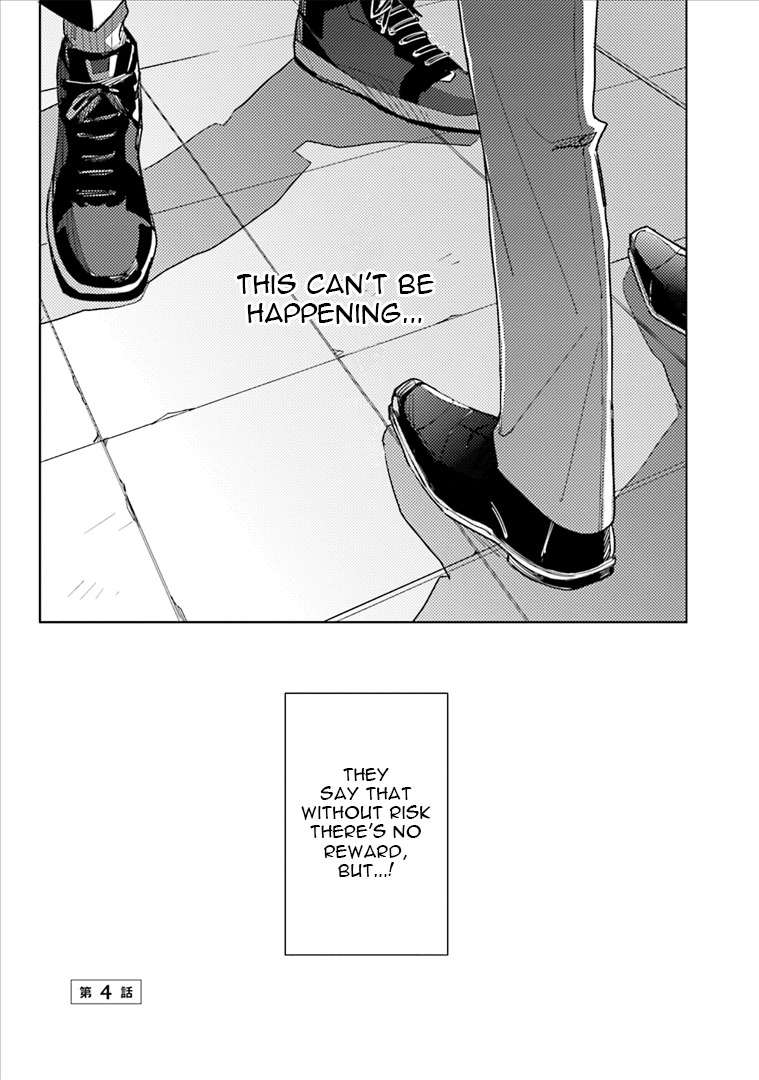 THIS CAN'T BE
HAPPENING...
THEY
SAY THAT
WITHOUT RISK
THERE'S NO
REWARD,
BUT...!
第4話